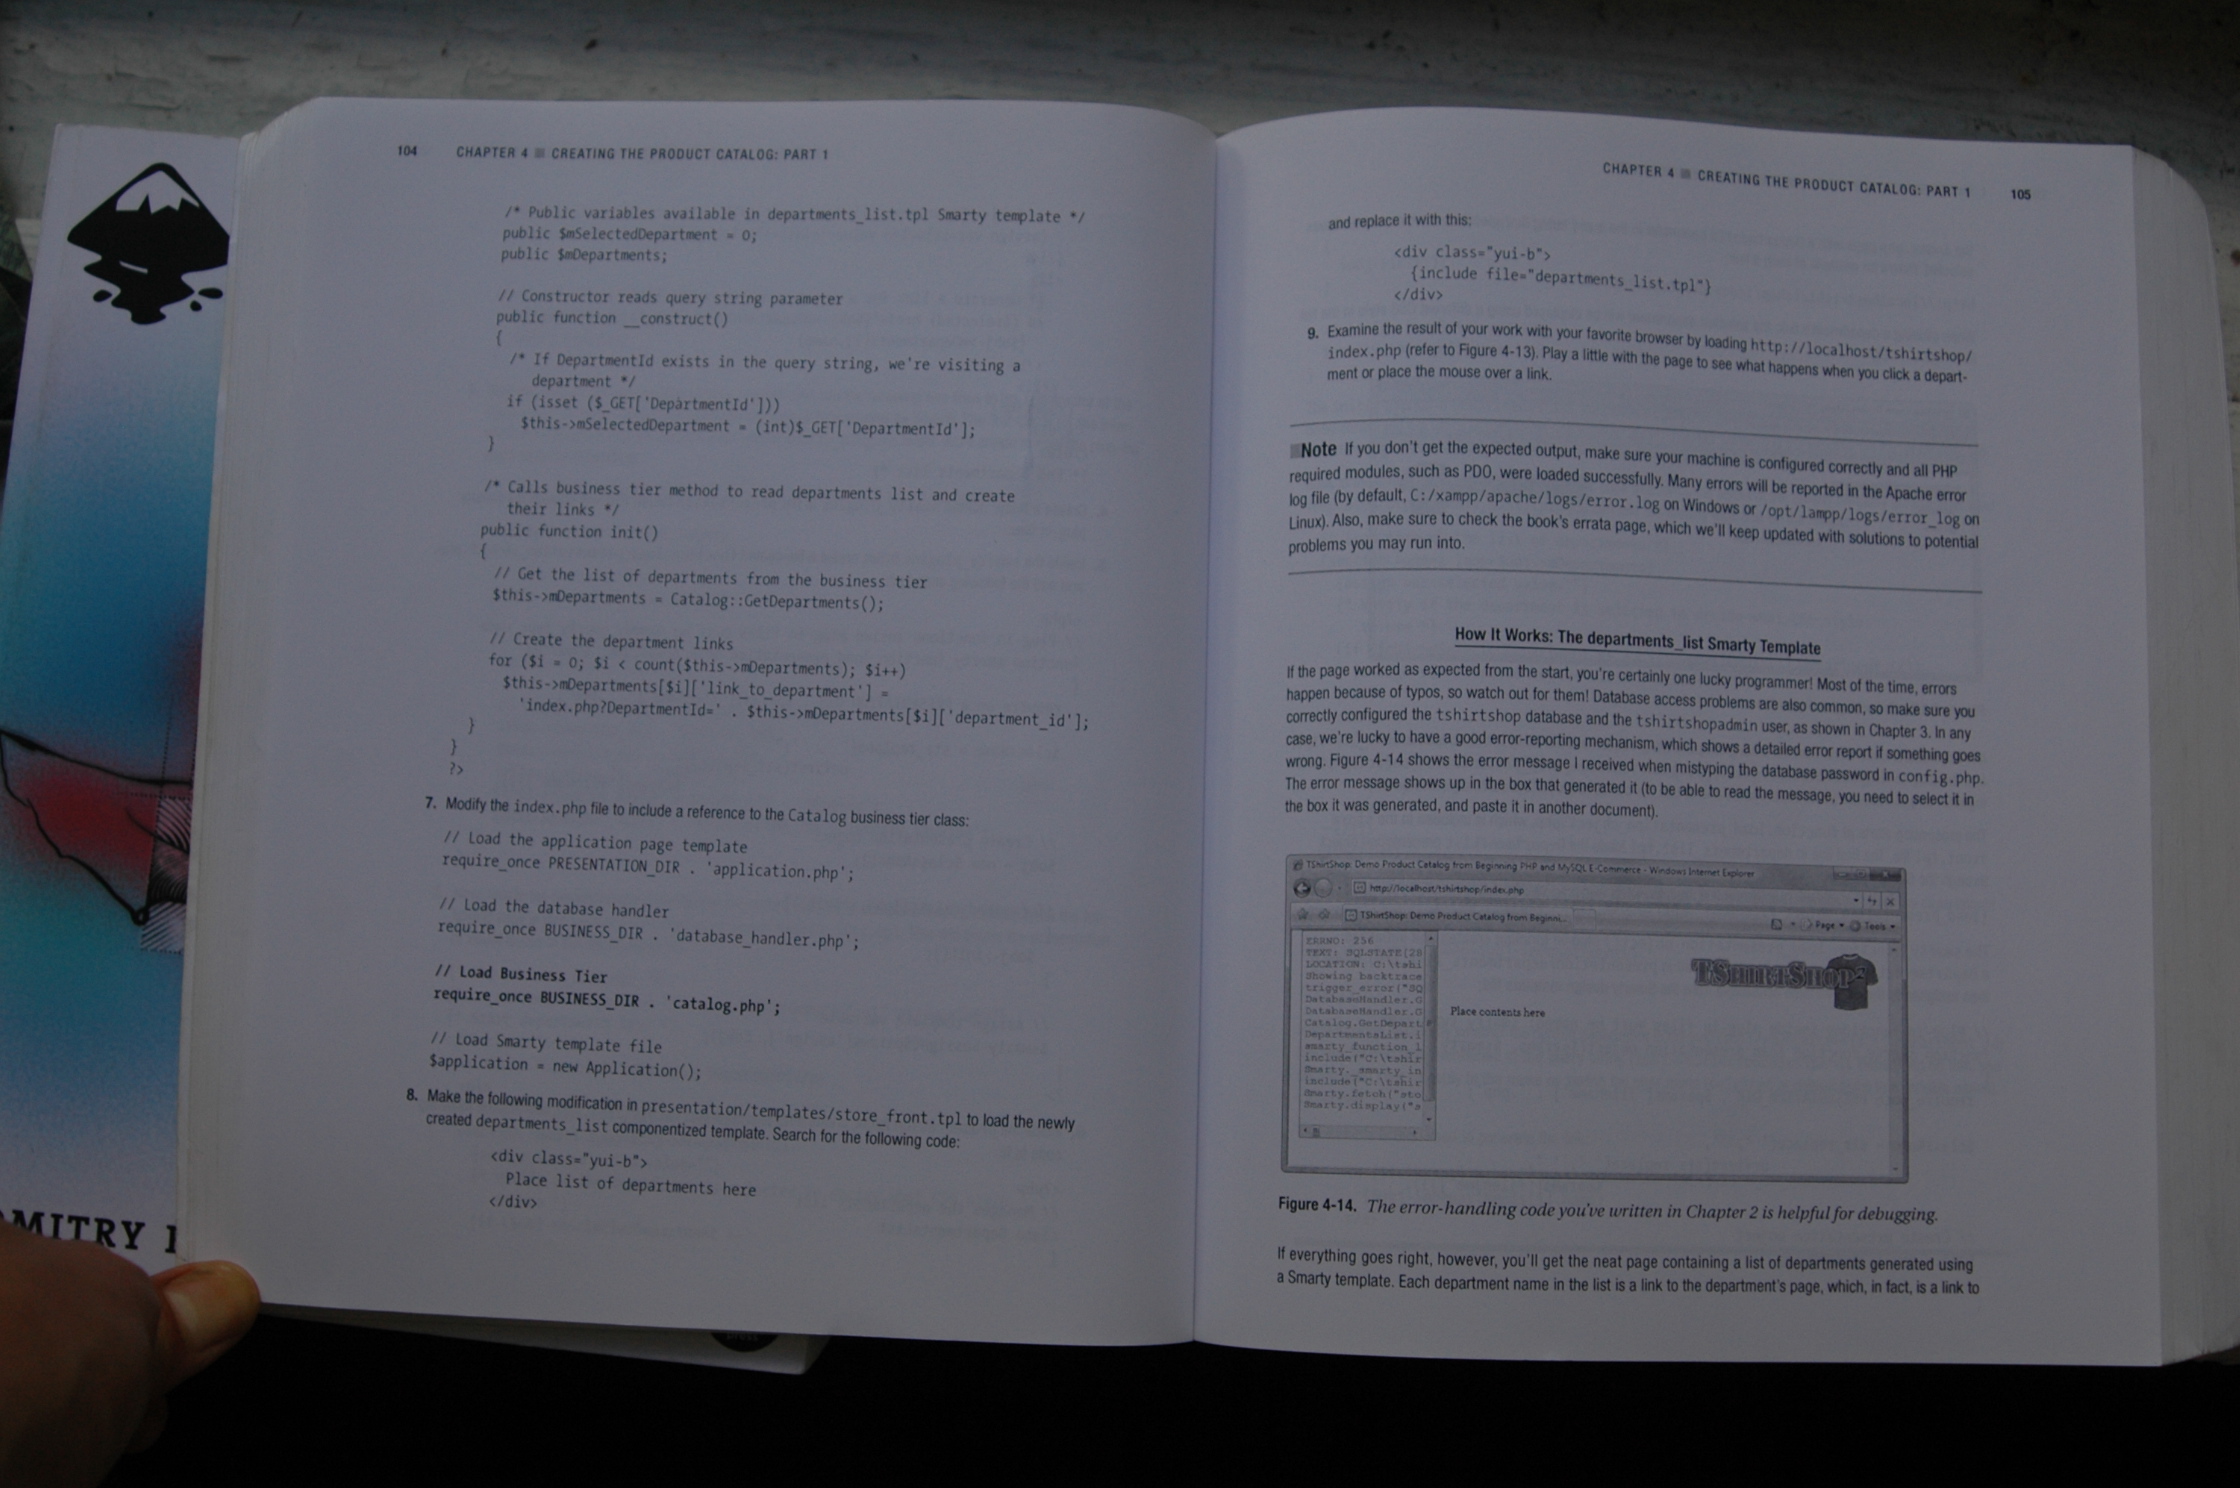 104 CHAPTER 4 ■ CREATING THE PRODUCT CATALOG: PART 1
/* Public variables available in departments_list.tpl Smarty template */
public $mSelectedDepartment = 0;
public $mDepartments;
// Constructor reads query string parameter
public function __construct()
{
/* If DepartmentId exists in the query string, we're visiting a
department */
if (isset ($_GET['DepartmentId']))
$this->mSelectedDepartment = (int)$_GET['DepartmentId'];
}
/* Calls business tier method to read departments list and create
their links */
public function init()
{
// Get the list of departments from the business tier
$this->mDepartments = Catalog::GetDepartments();
// Create the department links
for ($i = 0; $i < count($this->mDepartments); $i++)
$this->mDepartments[$i]['link_to_department'] =
'index.php?DepartmentId=' . $this->mDepartments[$i]['department_id'];
}
}
?>
7. Modify the index.php file to include a reference to the Catalog business tier class:
// Load the application page template
require_once PRESENTATION_DIR . 'application.php';
// Load the database handler
require_once BUSINESS_DIR . 'database_handler.php';
// Load Business Tier
require_once BUSINESS_DIR . 'catalog.php';
// Load Smarty template file
$application = new Application();
8. Make the following modification in presentation/templates/store_front.tpl to load the newly
created departments_list componentized template. Search for the following code:
<div class="yui-b">
Place list of departments here
</div>
CHAPTER 4 ■ CREATING THE PRODUCT CATALOG: PART 1 105
and replace it with this:
<div class="yui-b">
{include file="departments_list.tpl"}
</div>
9. Examine the result of your work with your favorite browser by loading http://localhost/tshirtshop/
index.php (refer to Figure 4-13). Play a little with the page to see what happens when you click a depart-
ment or place the mouse over a link.
■Note If you don't get the expected output, make sure your machine is configured correctly and all PHP
required modules, such as PDO, were loaded successfully. Many errors will be reported in the Apache error
log file (by default, C:/xampp/apache/logs/error.log on Windows or /opt/lampp/logs/error_log on
Linux). Also, make sure to check the book's errata page, which we'll keep updated with solutions to potential
problems you may run into.
How It Works: The departments_list Smarty Template
If the page worked as expected from the start, you're certainly one lucky programmer! Most of the time, errors
happen because of typos, so watch out for them! Database access problems are also common, so make sure you
correctly configured the tshirtshop database and the tshirtshopadmin user, as shown in Chapter 3. In any
case, we're lucky to have a good error-reporting mechanism, which shows a detailed error report if something goes
wrong. Figure 4-14 shows the error message I received when mistyping the database password in config.php.
The error message shows up in the box that generated it (to be able to read the message, you need to select it in
the box it was generated, and paste it in another document).
TShirtShop: Demo Product Catalog from Beginning PHP and MySQL E-Commerce - Windows Internet Explorer
http://localhost/tshirtshop/index.php
TShirtShop: Demo Product Catalog from Beginni...
Page Tools
ERRNO: 256
TEXT: SQLSTATE[28
LOCATION: C:\tshi
Showing backtrace
trigger_error("SQ
DatabaseHandler.G
DatabaseHandler.G
Catalog.GetDepart
DepartmentsList.i
smarty_function_l
include("C:\tshir
Smarty._smarty_in
include("C:\tshir
Smarty.fetch("sto
Smarty.display("s
TSHIRTSHOP
Place contents here
Figure 4-14. The error-handling code you've written in Chapter 2 is helpful for debugging.
If everything goes right, however, you'll get the neat page containing a list of departments generated using
a Smarty template. Each department name in the list is a link to the department's page, which, in fact, is a link to
MITRY